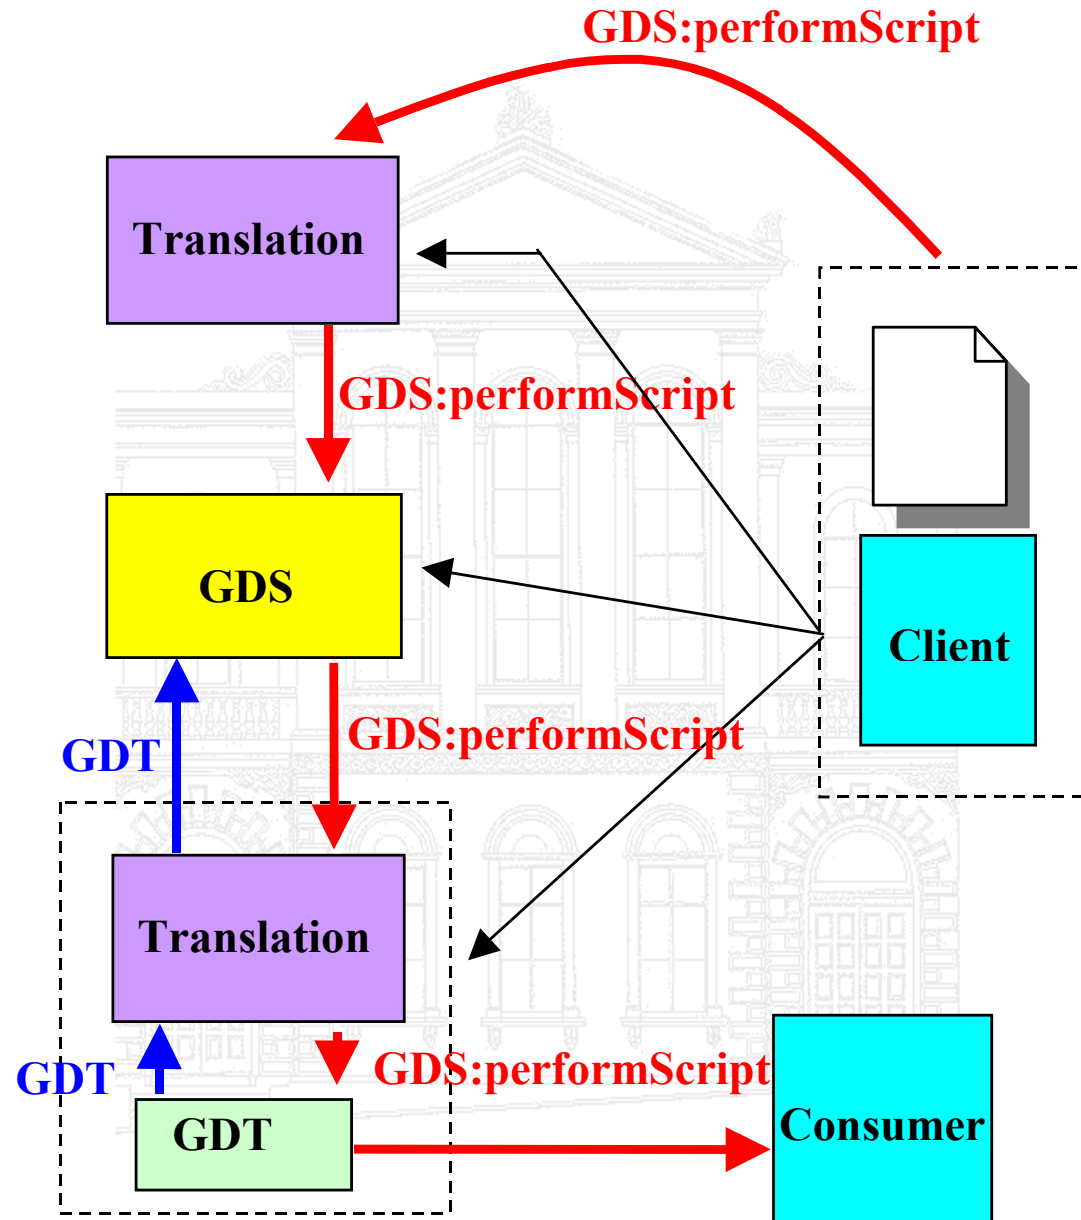 GDS:performScript
Translation
GDS:performScript
GDS
Client
GDS:performScript
GDT
Translation
GDT
GDS:performScript
GDT
Consumer